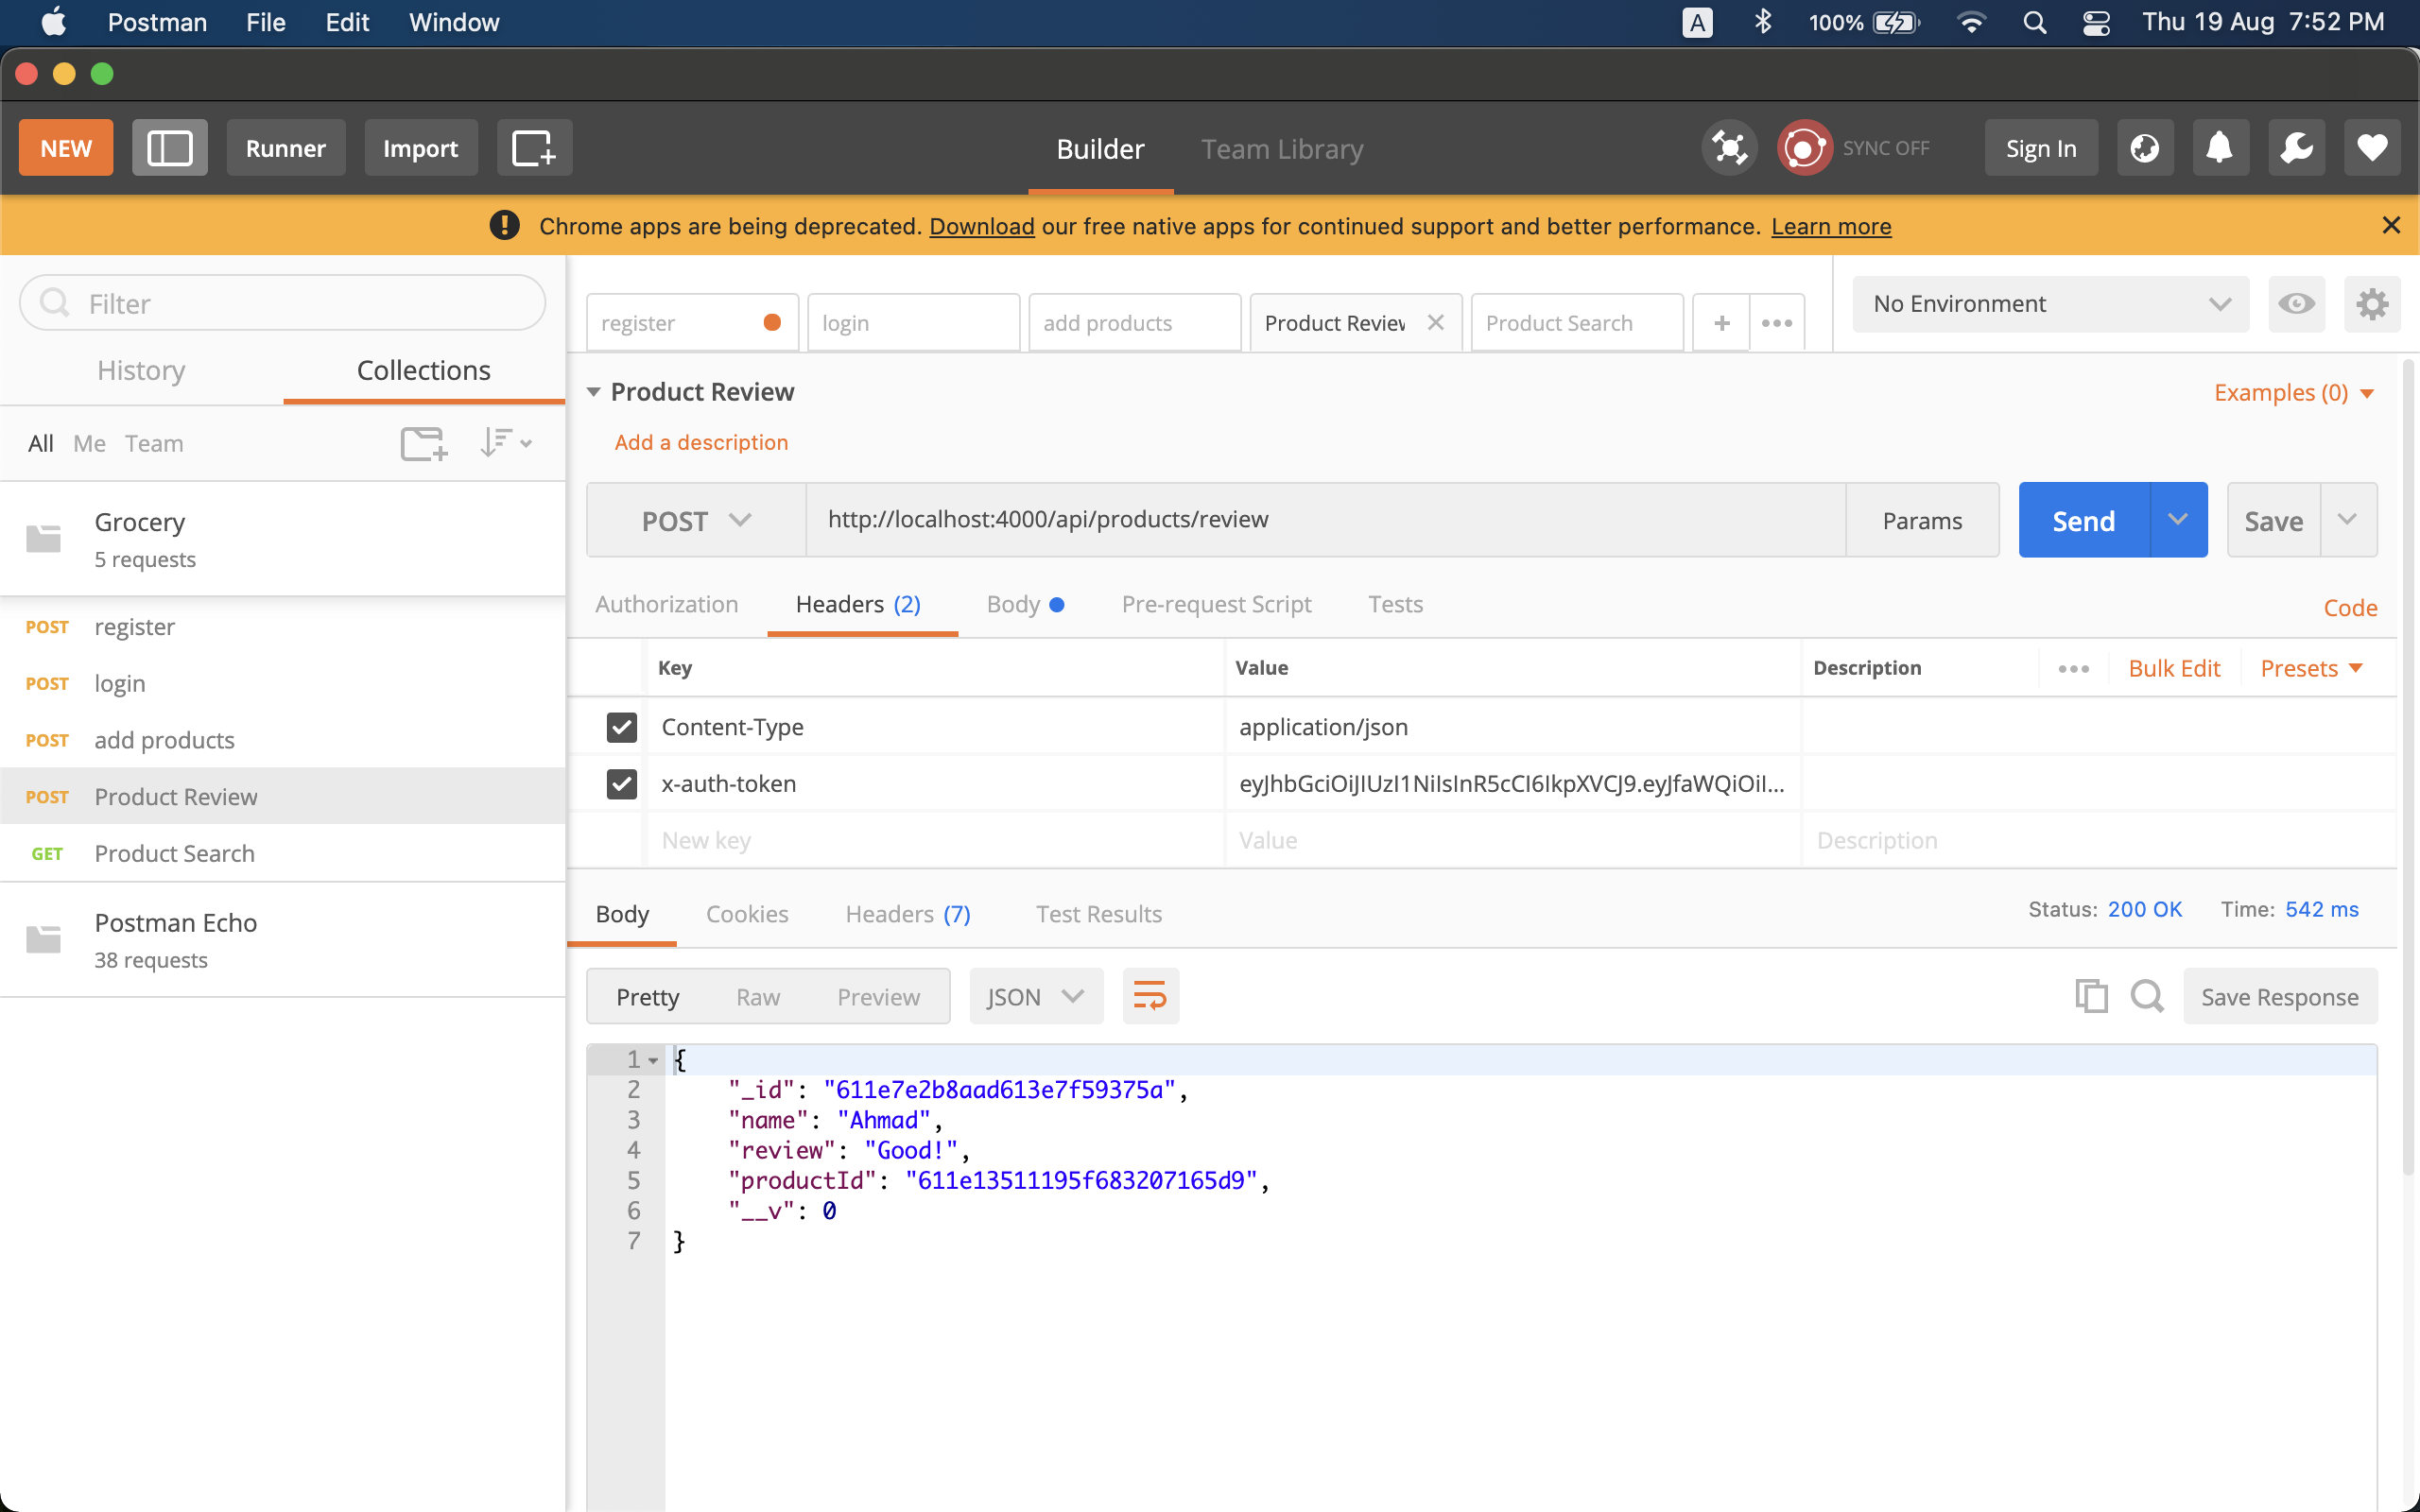 Postman File Edit Window A 100% Thu 19 Aug 7:52 PM
NEW Runner Import Builder Team Library SYNC OFF Sign In
Chrome apps are being deprecated. Download our free native apps for continued support and better performance. Learn more
Filter
History Collections
All Me Team
Grocery
5 requests
POST register
POST login
POST add products
POST Product Review
GET Product Search
Postman Echo
38 requests
register login add products Product Review Product Search + No Environment
Product Review Examples (0)
Add a description
POST http://localhost:4000/api/products/review Params Send Save
Authorization Headers (2) Body Pre-request Script Tests Code
Key Value Description Bulk Edit Presets
Content-Type application/json
x-auth-token eyJhbGciOiJIUzI1NiIsInR5cCI6IkpXVCJ9.eyJfaWQiOiI...
New key Value Description
Body Cookies Headers (7) Test Results Status: 200 OK Time: 542 ms
Pretty Raw Preview JSON Save Response
1 {
2 "_id": "611e7e2b8aad613e7f59375a",
3 "name": "Ahmad",
4 "review": "Good!",
5 "productId": "611e13511195f683207165d9",
6 "__v": 0
7 }